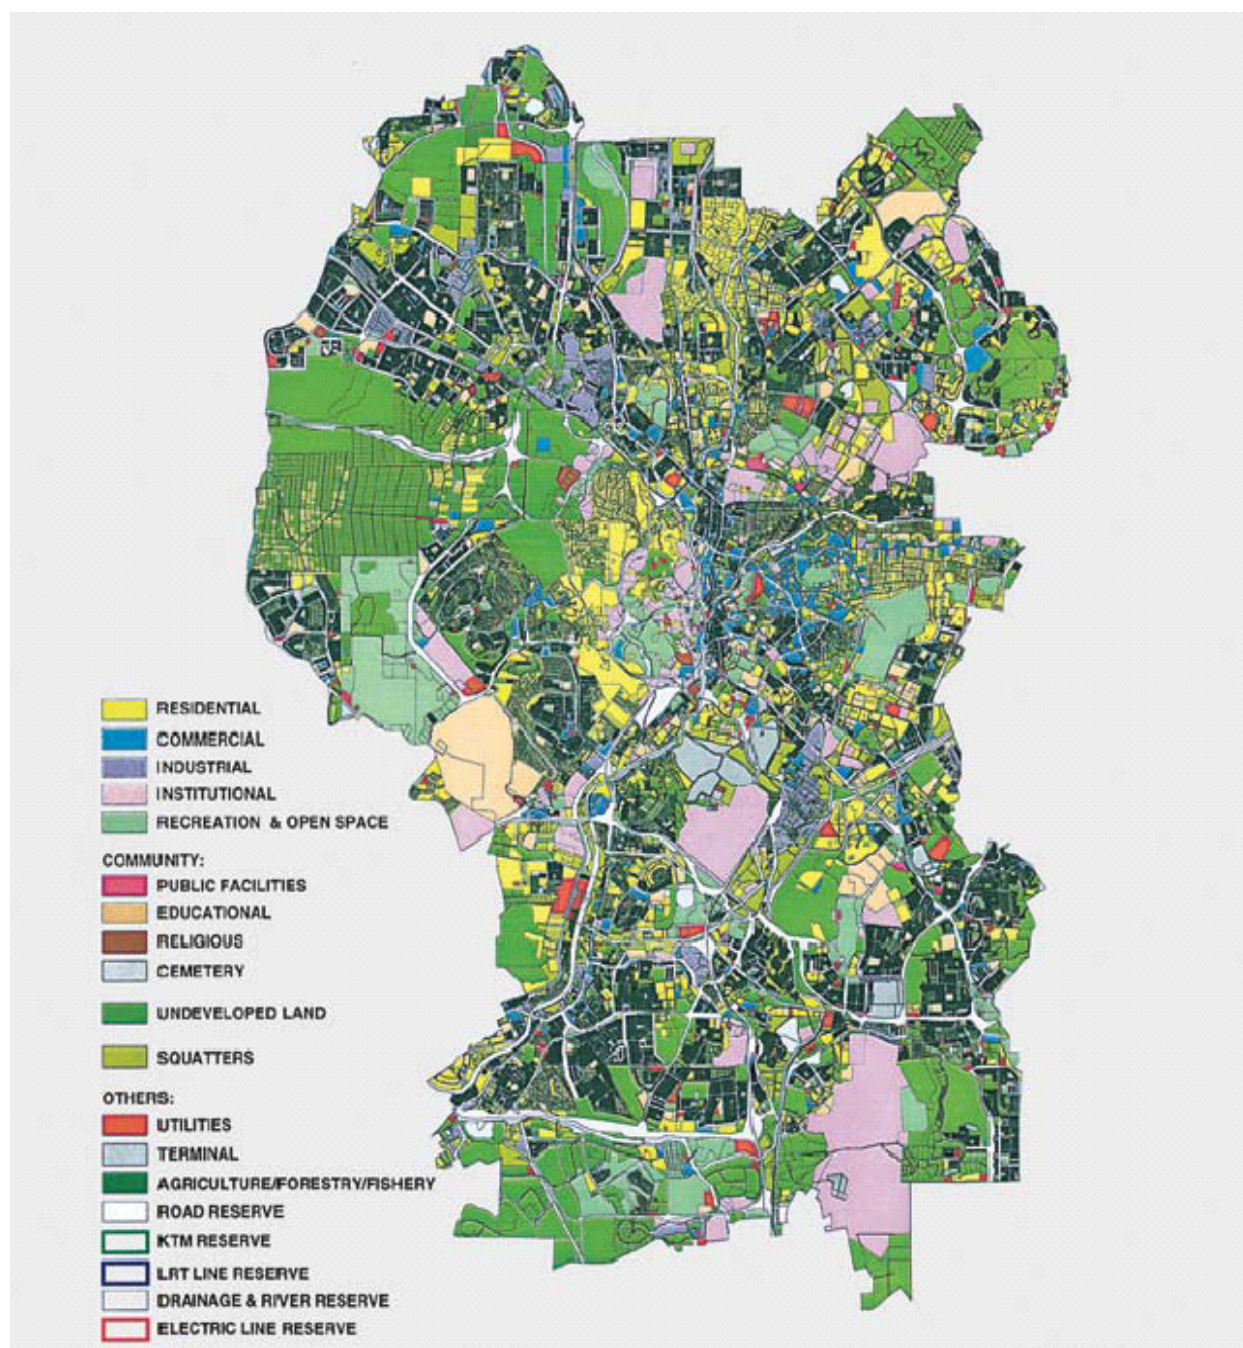 RESIDENTIAL
COMMERCIAL
INDUSTRIAL
INSTITUTIONAL
RECREATION & OPEN SPACE
COMMUNITY:
PUBLIC FACILITIES
EDUCATIONAL
RELIGIOUS
CEMETERY
UNDEVELOPED LAND
SQUATTERS
OTHERS:
UTILITIES
TERMINAL
AGRICULTURE/FORESTRY/FISHERY
ROAD RESERVE
KTM RESERVE
LRT LINE RESERVE
DRAINAGE & RIVER RESERVE
ELECTRIC LINE RESERVE